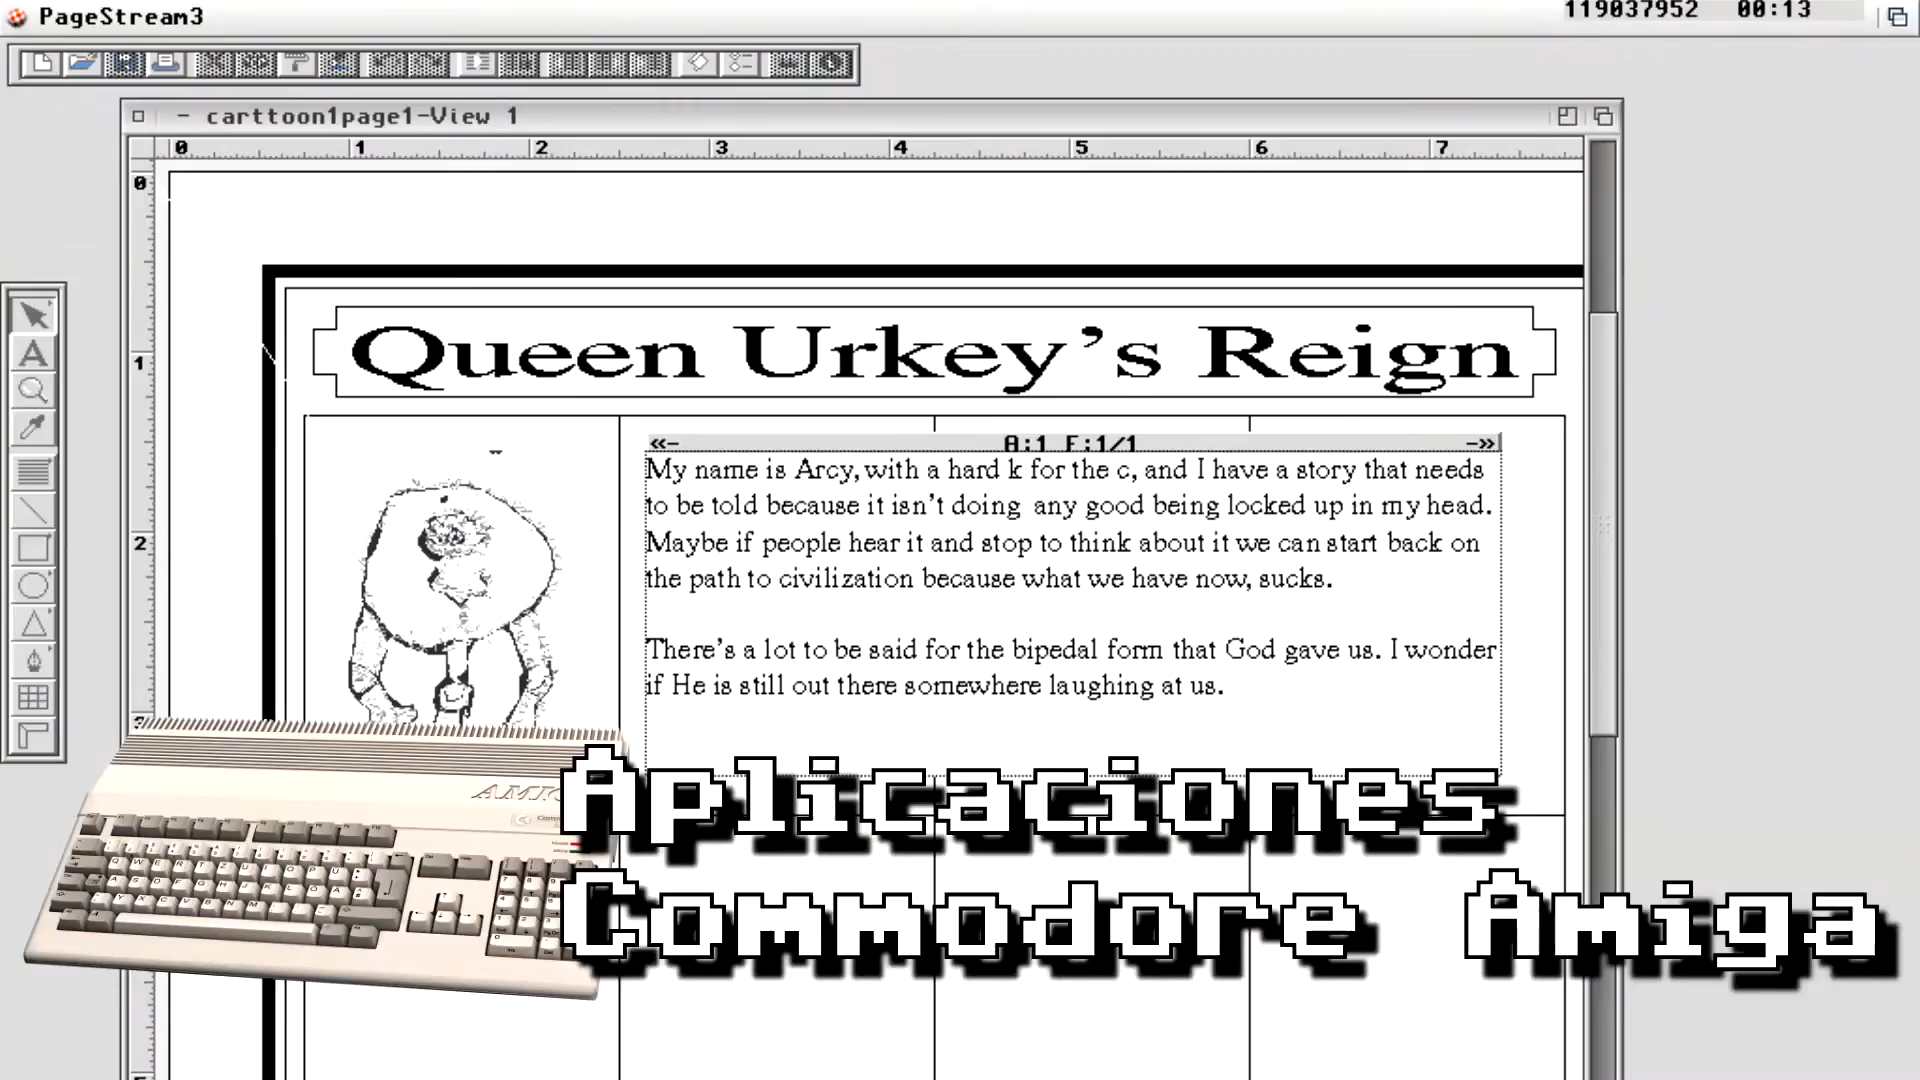 PageStream3
119037952 00:13
- carttoon1page1-View 1
0 1 2 3 4 5 6 7
0
1
2
3
Queen Urkey’s Reign
A:1 F:1/1
My name is Arcy, with a hard k for the c, and I have a story that needs
to be told because it isn’t doing any good being locked up in my head.
Maybe if people hear it and stop to think about it we can start back on
the path to civilization because what we have now, sucks.
There’s a lot to be said for the bipedal form that God gave us. I wonder
if He is still out there somewhere laughing at us.
Aplicaciones
Commodore Amiga